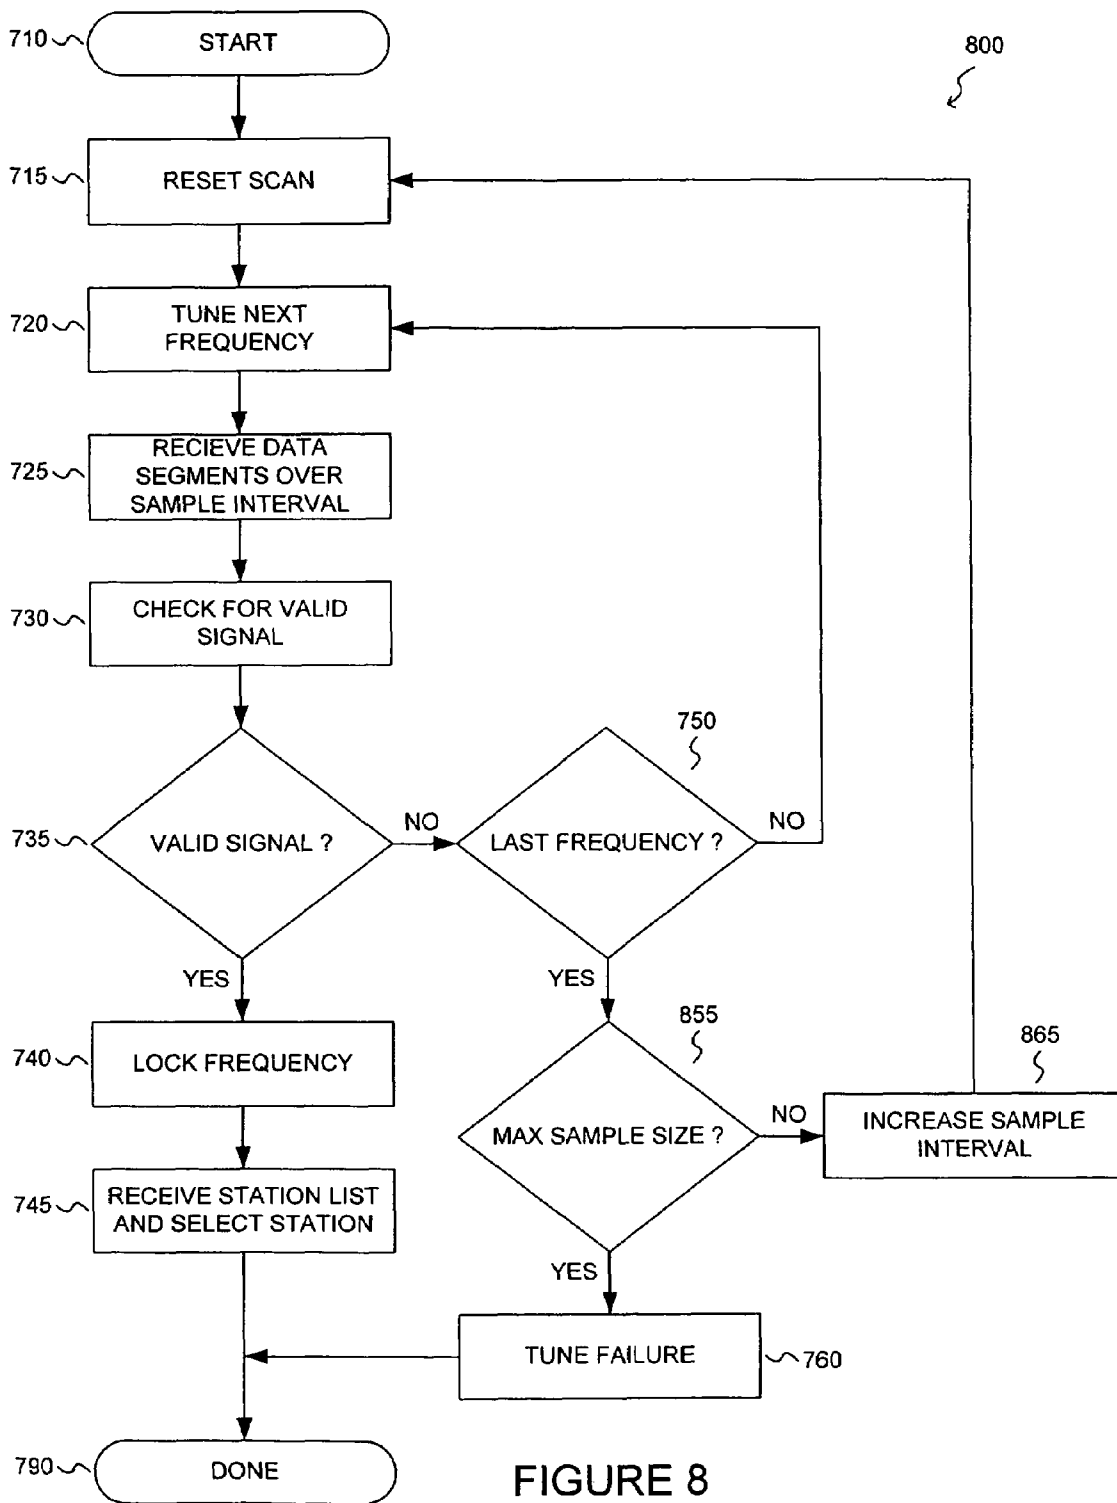 710
START
800
715
RESET SCAN
720
TUNE NEXT
FREQUENCY
725
RECIEVE DATA
SEGMENTS OVER
SAMPLE INTERVAL
730
CHECK FOR VALID
SIGNAL
750
735
VALID SIGNAL ?
NO
LAST FREQUENCY ?
NO
YES
YES
855
740
LOCK FREQUENCY
865
MAX SAMPLE SIZE ?
NO
INCREASE SAMPLE
INTERVAL
745
RECEIVE STATION LIST
AND SELECT STATION
YES
TUNE FAILURE
760
790
DONE
FIGURE 8